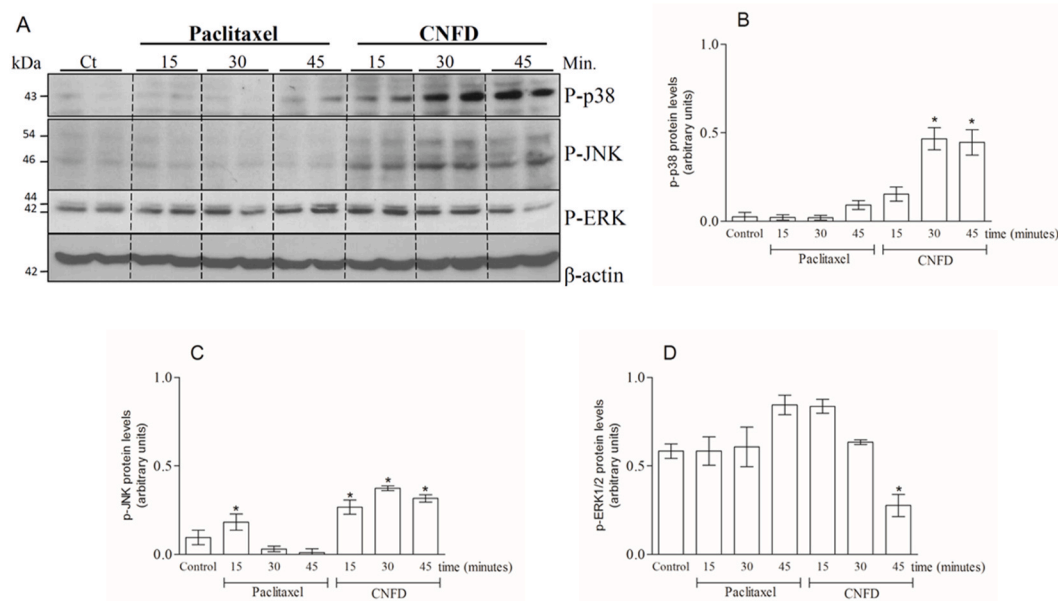 A
Paclitaxel CNFD
kDa Ct 15 30 45 15 30 45 Min.
43 P-p38
54
46 P-JNK
44
42 P-ERK
42 β-actin
B
p-p38 protein levels
(arbitrary units)
1.0
0.5
0.0
* *
Control 15 30 45 15 30 45 time (minutes)
Paclitaxel CNFD
C
p-JNK protein levels
(arbitrary units)
1.0
0.5
0.0
* * * *
Control 15 30 45 15 30 45 time (minutes)
Paclitaxel CNFD
D
p-ERK1/2 protein levels
(arbitrary units)
1.0
0.5
0.0
*
Control 15 30 45 15 30 45 time (minutes)
Paclitaxel CNFD